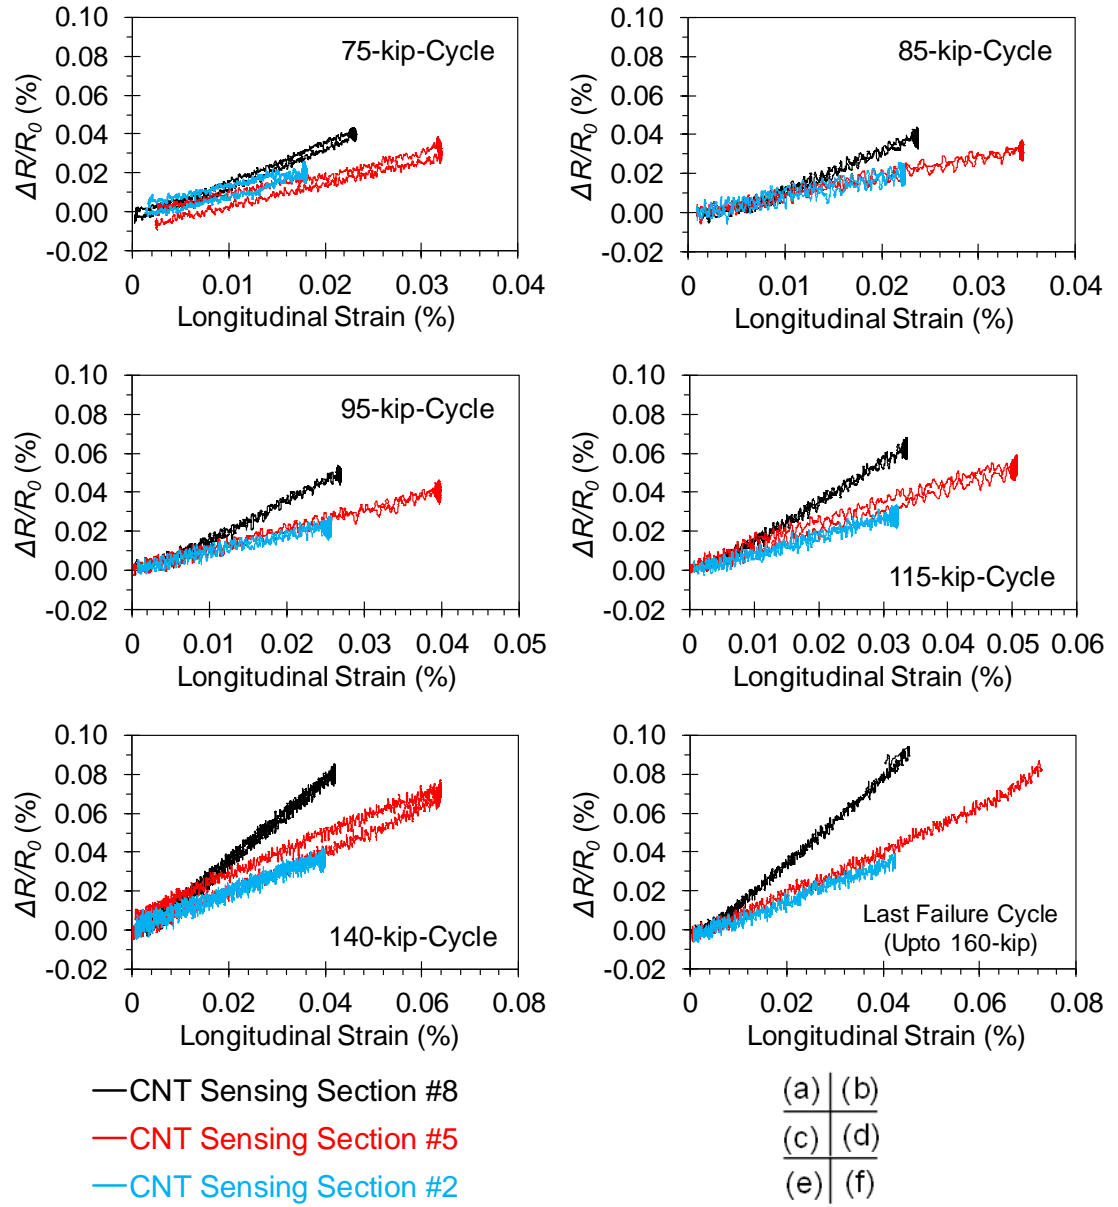 0.10
0.08
0.06
0.04
0.02
0.00
-0.02
ΔR/R0 (%)
75-kip-Cycle
0 0.01 0.02 0.03 0.04
Longitudinal Strain (%)
0.10
0.08
0.06
0.04
0.02
0.00
-0.02
ΔR/R0 (%)
85-kip-Cycle
0 0.01 0.02 0.03 0.04
Longitudinal Strain (%)
0.10
0.08
0.06
0.04
0.02
0.00
-0.02
ΔR/R0 (%)
95-kip-Cycle
0 0.01 0.02 0.03 0.04 0.05
Longitudinal Strain (%)
0.10
0.08
0.06
0.04
0.02
0.00
-0.02
ΔR/R0 (%)
115-kip-Cycle
0 0.01 0.02 0.03 0.04 0.05 0.06
Longitudinal Strain (%)
0.10
0.08
0.06
0.04
0.02
0.00
-0.02
ΔR/R0 (%)
140-kip-Cycle
0 0.02 0.04 0.06 0.08
Longitudinal Strain (%)
0.10
0.08
0.06
0.04
0.02
0.00
-0.02
ΔR/R0 (%)
Last Failure Cycle
(Upto 160-kip)
0 0.02 0.04 0.06 0.08
Longitudinal Strain (%)
CNT Sensing Section #8
CNT Sensing Section #5
CNT Sensing Section #2
(a) (b)
(c) (d)
(e) (f)